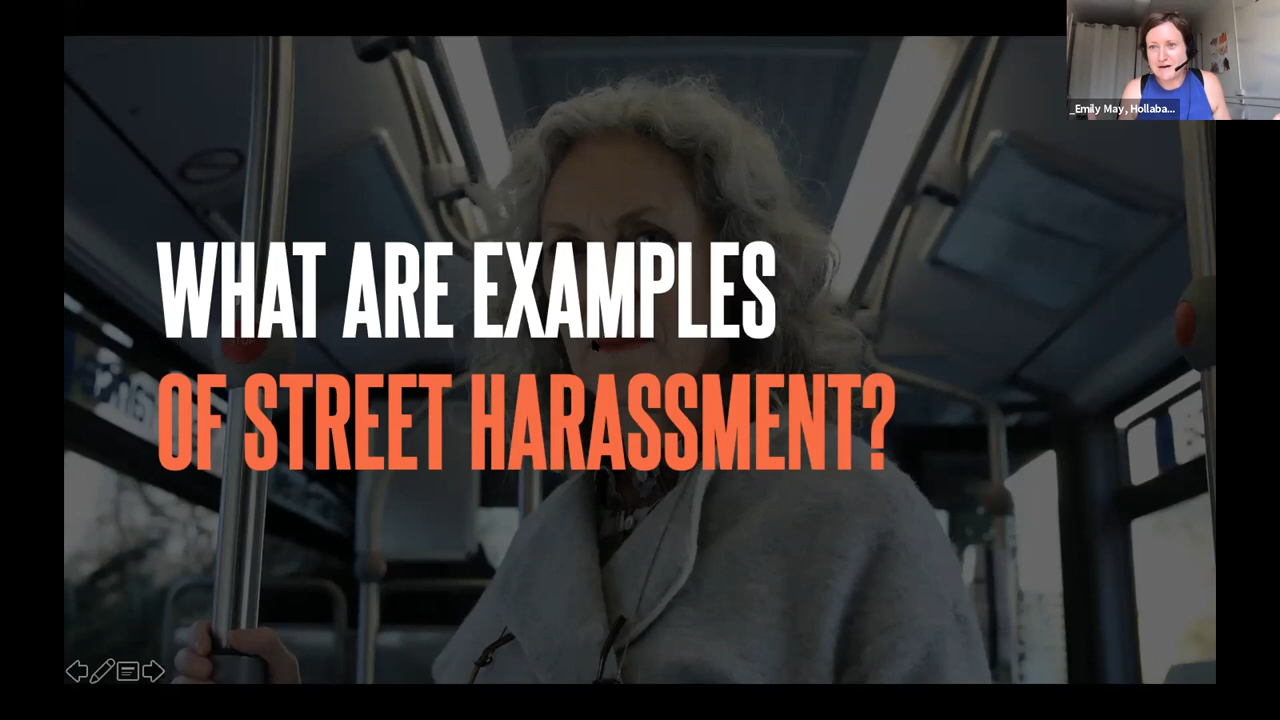 _Emily May, Hollaba...
WHAT ARE EXAMPLES
OF STREET HARASSMENT?